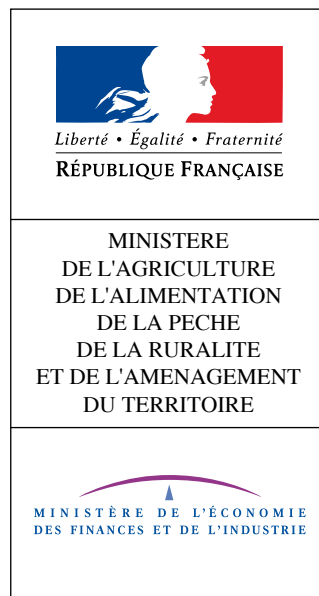 Liberté • Égalité • Fraternité
RÉPUBLIQUE FRANÇAISE
MINISTERE
DE L'AGRICULTURE
DE L'ALIMENTATION
DE LA PECHE
DE LA RURALITE
ET DE L'AMENAGEMENT
DU TERRITOIRE
MINISTÈRE DE L'ÉCONOMIE
DES FINANCES ET DE L'INDUSTRIE